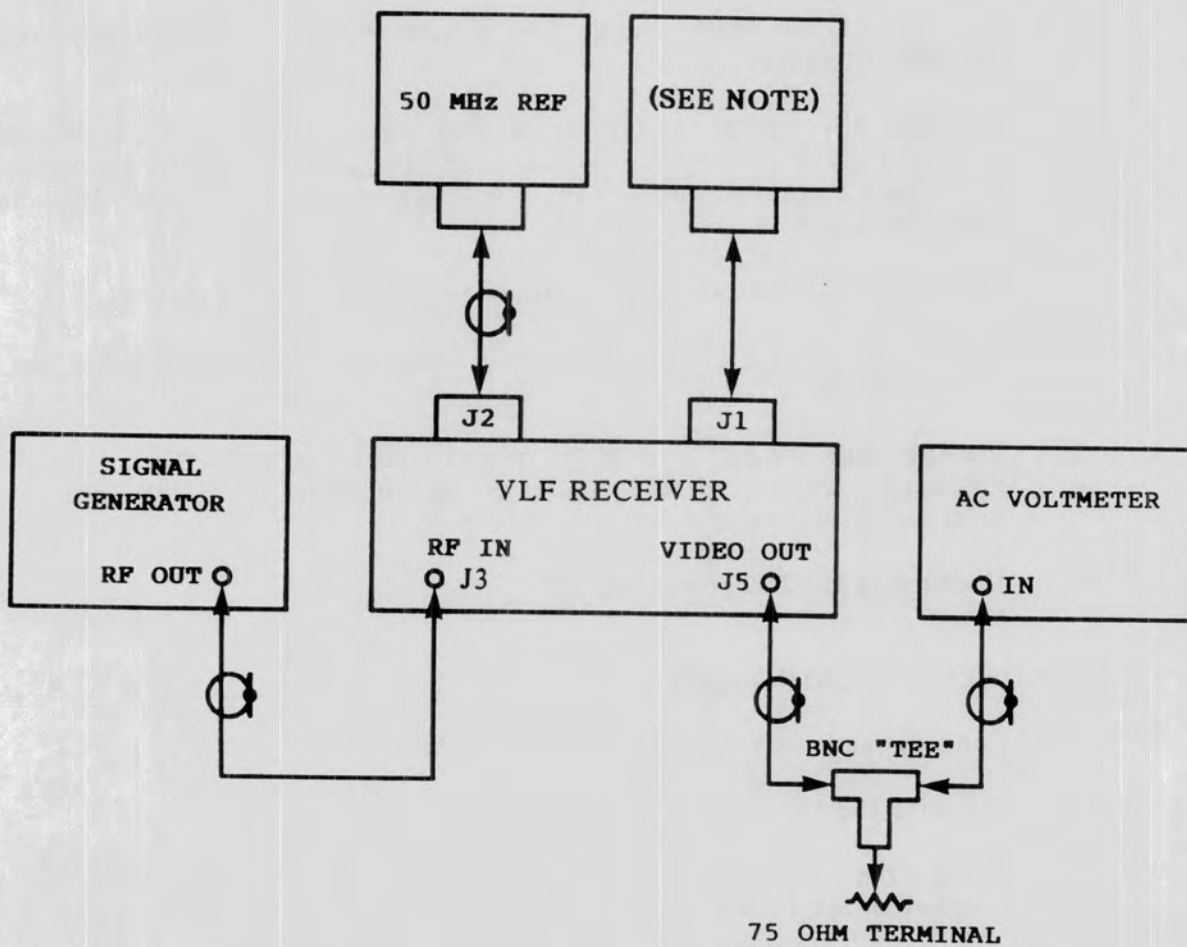 50 MHz REF
(SEE NOTE)
J2
J1
SIGNAL
GENERATOR
RF OUT
VLF RECEIVER
RF IN
J3
VIDEO OUT
J5
AC VOLTMETER
IN
BNC "TEE"
75 OHM TERMINAL